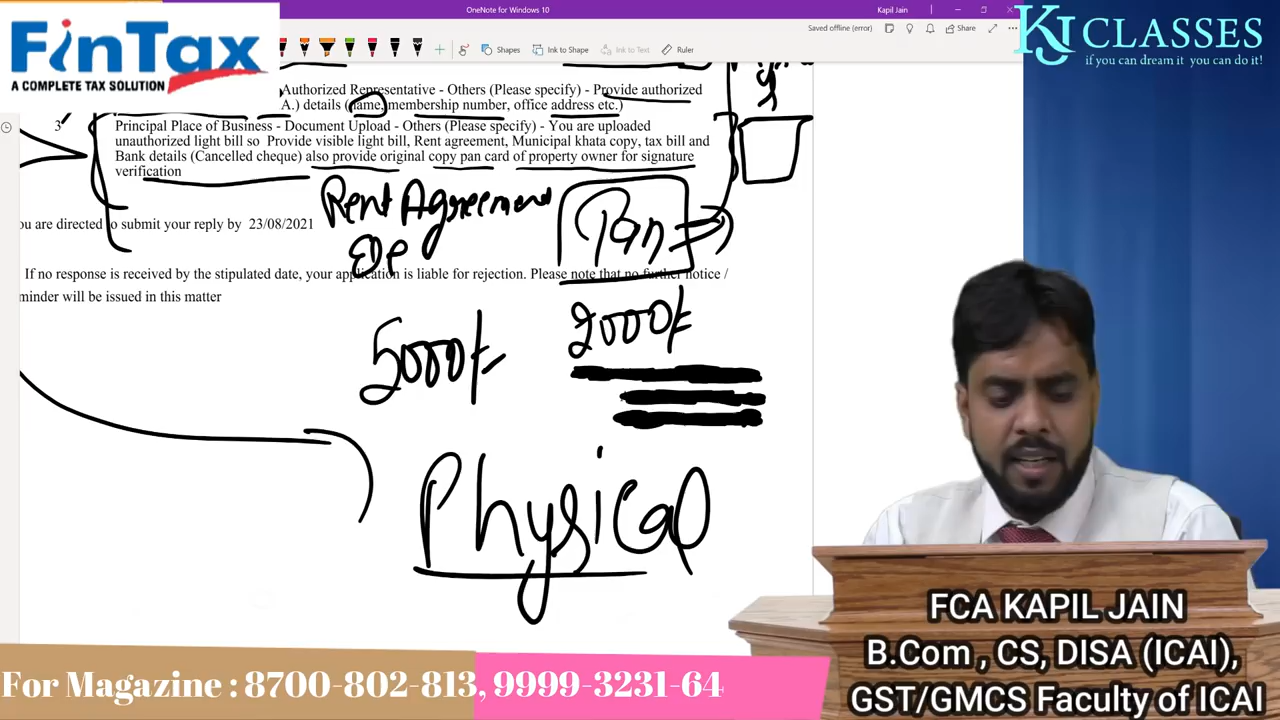 OneNote for Windows 10
Kapil Jain
FinTax
A COMPLETE TAX SOLUTION
Shapes
Ink to Shape
Ink to Text
Ruler
Saved offline (error)
Share
KJ CLASSES
if you can dream it you can do it!
Authorized Representative - Others (Please specify) - Provide authorized
A.) details (name, membership number, office address etc.)
3
Principal Place of Business - Document Upload - Others (Please specify) - You are uploaded
unauthorized light bill so Provide visible light bill, Rent agreement, Municipal khata copy, tax bill and
Bank details (Cancelled cheque) also provide original copy pan card of property owner for signature
verification
Rent Agreement
Pan
ou are directed to submit your reply by 23/08/2021
If no response is received by the stipulated date, your application is liable for rejection. Please note that no further notice /
minder will be issued in this matter
5000/-
2000/-
Physical
FCA KAPIL JAIN
B.Com , CS, DISA (ICAI),
GST/GMCS Faculty of ICAI
For Magazine : 8700-802-813, 9999-3231-64